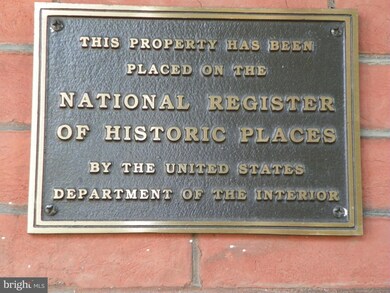 THIS PROPERTY HAS BEEN
PLACED ON THE
NATIONAL REGISTER
OF HISTORIC PLACES
BY THE UNITED STATES
DEPARTMENT OF THE INTERIOR
bright MLS